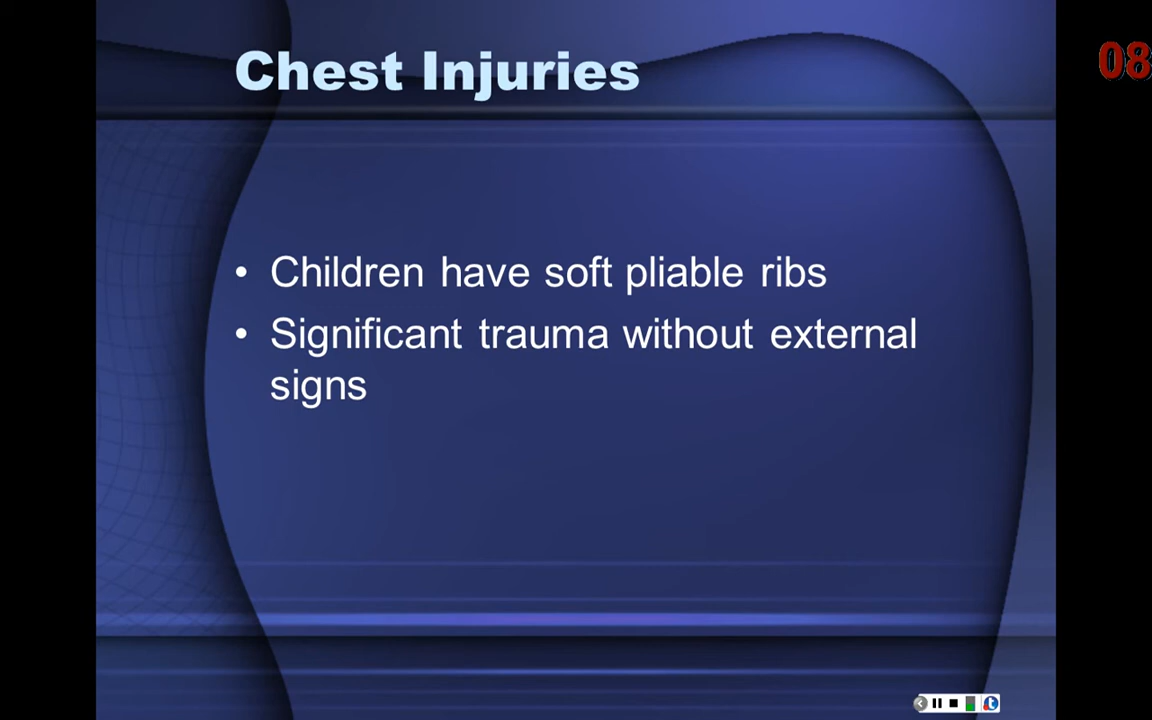 Chest Injuries
08
• Children have soft pliable ribs
• Significant trauma without external
signs